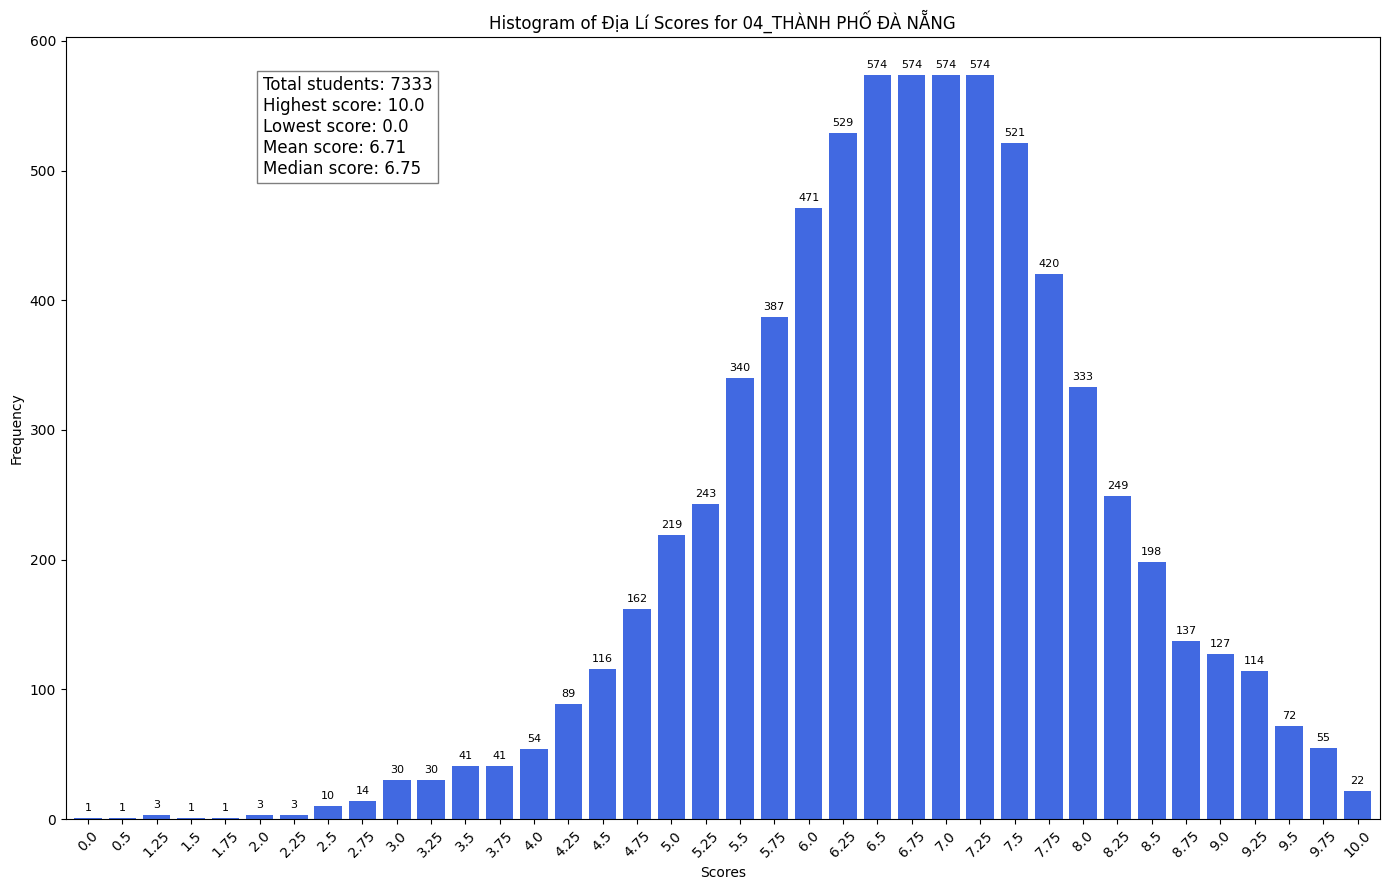 Histogram of Địa Lí Scores for 04_THÀNH PHỐ ĐÀ NẴNG
Total students: 7333
Highest score: 10.0
Lowest score: 0.0
Mean score: 6.71
Median score: 6.75
Frequency
600
500
400
300
200
100
0
1 1 3 1 1 3 3 10 14 30 30 41 41 54 89 116 162 219 243 340 387 471 529 574 574 574 574 521 420 333 249 198 137 127 114 72 55 22
0.0 0.5 1.25 1.5 1.75 2.0 2.25 2.5 2.75 3.0 3.25 3.5 3.75 4.0 4.25 4.5 4.75 5.0 5.25 5.5 5.75 6.0 6.25 6.5 6.75 7.0 7.25 7.5 7.75 8.0 8.25 8.5 8.75 9.0 9.25 9.5 9.75 10.0
Scores